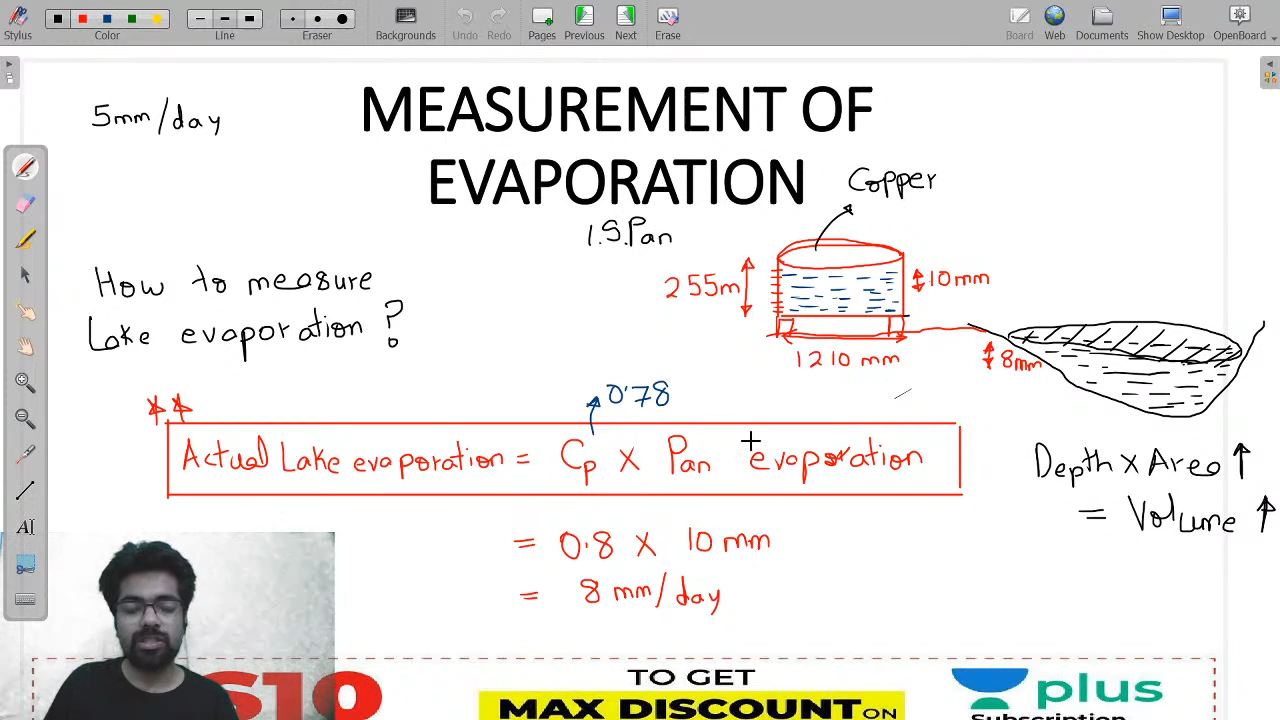 Stylus
Color
Line
Eraser
Backgrounds
Undo
Redo
Pages
Previous
Next
Erase
Board
Web
Documents
Show Desktop
OpenBoard
5mm/day
MEASUREMENT OF
EVAPORATION
Copper
I.S.Pan
How to measure
Lake evaporation?
255m
10mm
1210 mm
8mm
0.78
Actual Lake evaporation = Cp X Pan evaporation
= 0.8 X 10 mm
= 8 mm/day
Depth x Area ↑
= Volume ↑
S10
TO GET
MAX DISCOUNT ON
plus
Subscription